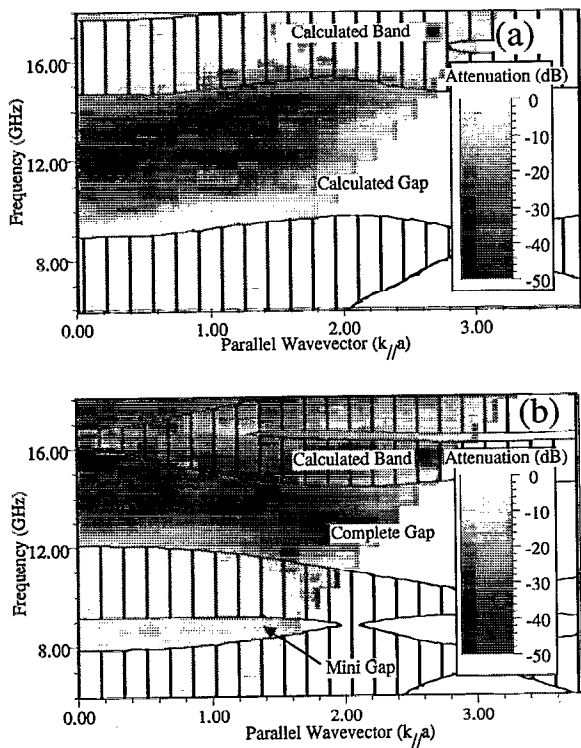 Calculated Band
(a)
16.00
Attenuation (dB)
0
-10
12.00
-20
Calculated Gap
-30
8.00
-40
-50
Frequency (GHz)
0.00
1.00
2.00
3.00
Parallel Wavevector (k//a)
(b)
16.00
Calculated Band
Attenuation (dB)
0
-10
Complete Gap
12.00
-20
-30
8.00
-40
Mini Gap
-50
Frequency (GHz)
0.00
1.00
2.00
3.00
Parallel Wavevector (k//a)